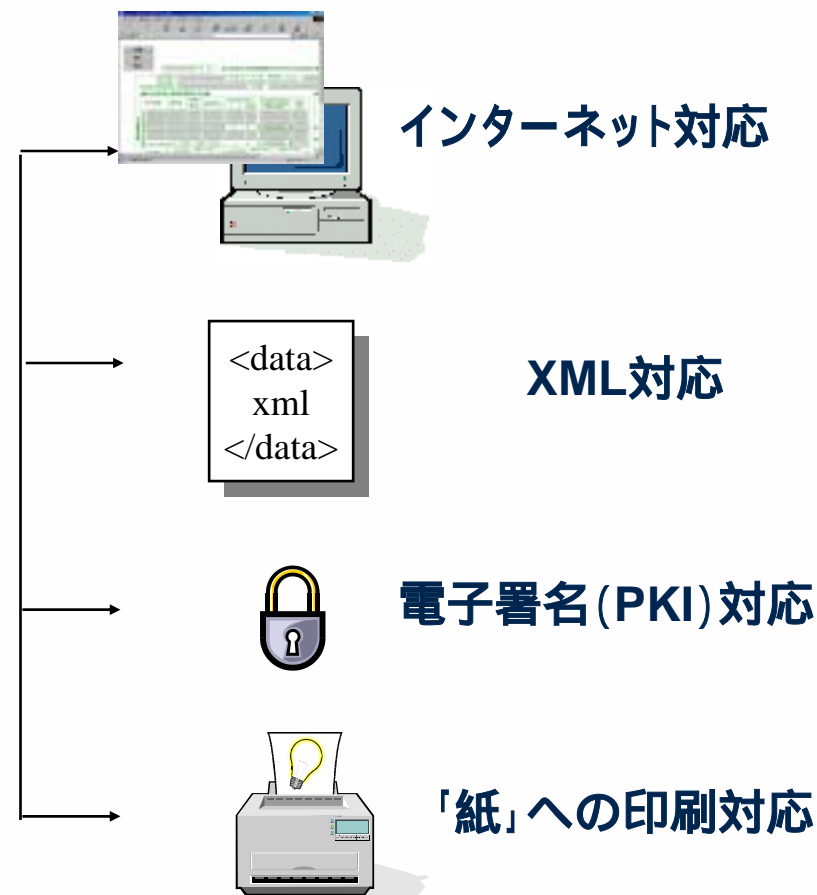 インターネット対応
<data>
xml
</data>
XML対応
電子署名(PKI)対応
「紙」への印刷対応